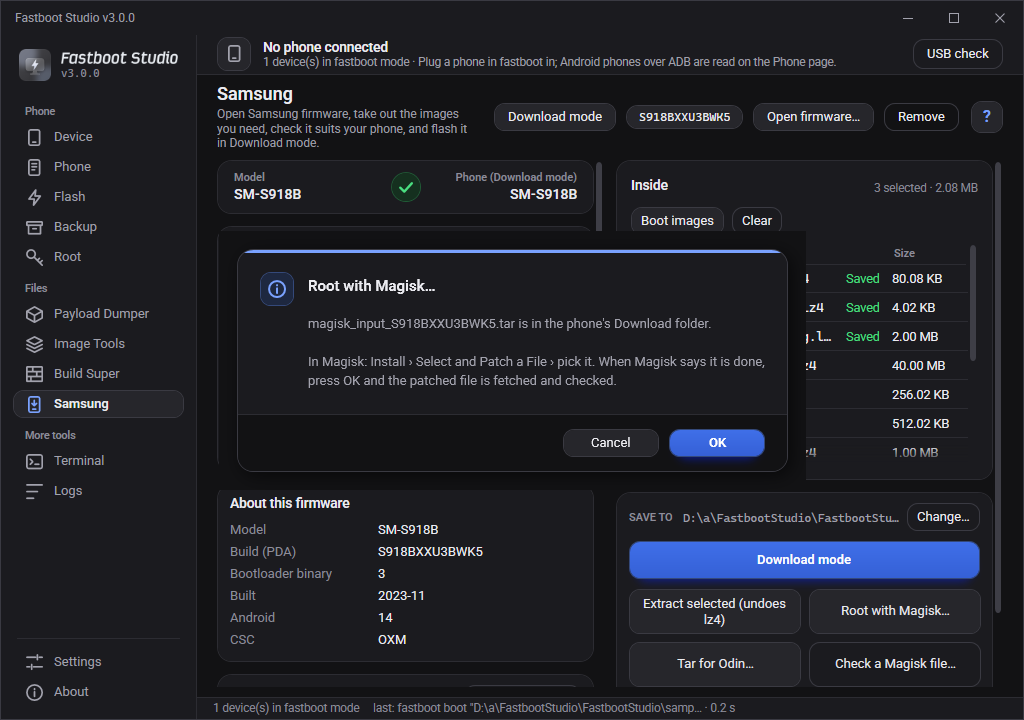 Fastboot Studio v3.0.0
Fastboot Studio
v3.0.0
Phone
Device
Phone
Flash
Backup
Root
Files
Payload Dumper
Image Tools
Build Super
Samsung
More tools
Terminal
Logs
Settings
About
No phone connected
1 device(s) in fastboot mode · Plug a phone in fastboot in; Android phones over ADB are read on the Phone page.
USB check
Samsung
Open Samsung firmware, take out the images
you need, check it suits your phone, and flash it
in Download mode.
Download mode
S918BXXU3BWK5
Open firmware…
Remove
?
Model
SM-S918B
Phone (Download mode)
SM-S918B
Inside
3 selected · 2.08 MB
Boot images
Clear
Size
Saved 80.08 KB
.z4 Saved 4.02 KB
g.l… Saved 2.00 MB
z4 40.00 MB
256.02 KB
512.02 KB
z4 1.00 MB
Root with Magisk…
magisk_input_S918BXXU3BWK5.tar is in the phone's Download folder.
In Magisk: Install › Select and Patch a File › pick it. When Magisk says it is done,
press OK and the patched file is fetched and checked.
Cancel
OK
About this firmware
Model SM-S918B
Build (PDA) S918BXXU3BWK5
Bootloader binary 3
Built 2023-11
Android 14
CSC OXM
SAVE TO D:\a\FastbootStudio\FastbootStu…
Change…
Download mode
Extract selected (undoes
lz4)
Root with Magisk…
Tar for Odin…
Check a Magisk file…
1 device(s) in fastboot mode last: fastboot boot "D:\a\FastbootStudio\FastbootStudio\samp… · 0.2 s